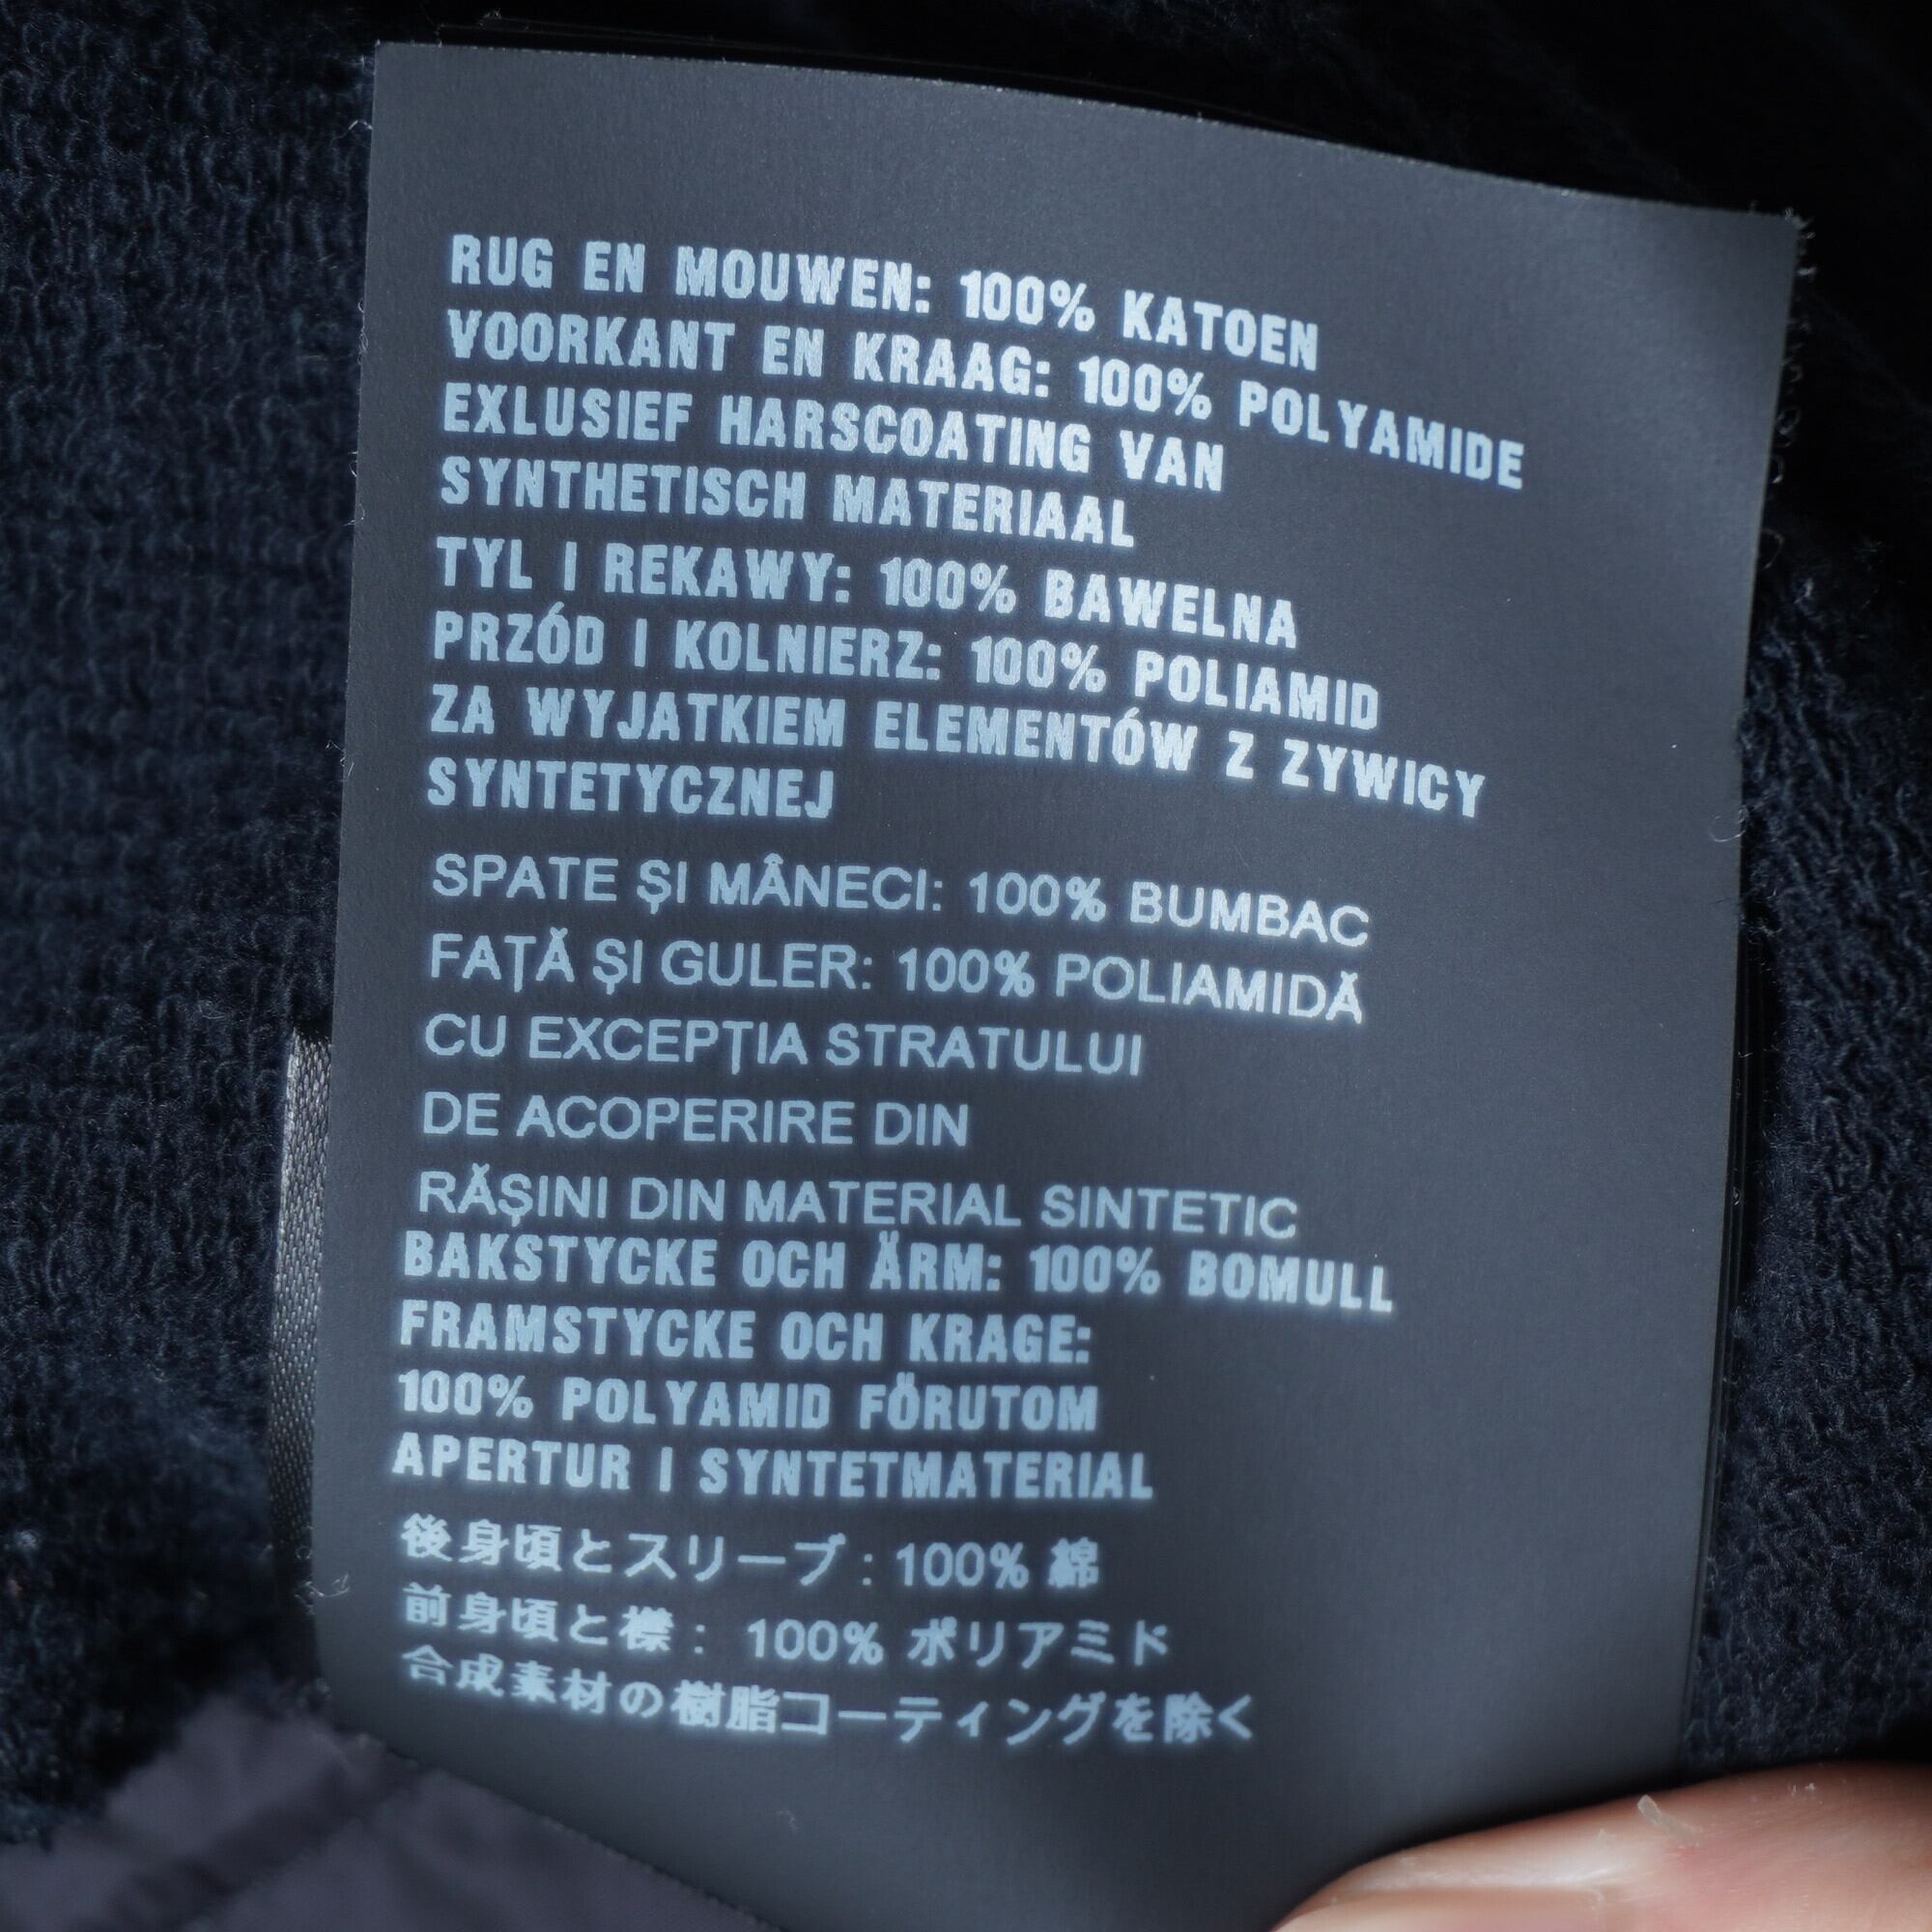 RUG EN MOUWEN: 100% KATOEN
VOORKANT EN KRAAG: 100% POLYAMIDE
EXLUSIEF HARSCOATING VAN
SYNTHETISCH MATERIAAL
TYL I REKAWY: 100% BAWELNA
PRZÓD I KOLNIERZ: 100% POLIAMID
ZA WYJATKIEM ELEMENTÓW Z ZYWICY
SYNTETYCZNEJ
SPATE ȘI MÂNECI: 100% BUMBAC
FAȚĂ ȘI GULER: 100% POLIAMIDĂ
CU EXCEPȚIA STRATULUI
DE ACOPERIRE DIN
RĂȘINI DIN MATERIAL SINTETIC
BAKSTYCKE OCH ÄRM: 100% BOMULL
FRAMSTYCKE OCH KRAGE:
100% POLYAMID FÖRUTOM
APERTUR I SYNTETMATERIAL
後身頃とスリーブ : 100% 綿
前身頃と襟 : 100% ポリアミド
合成素材の樹脂コーティングを除く